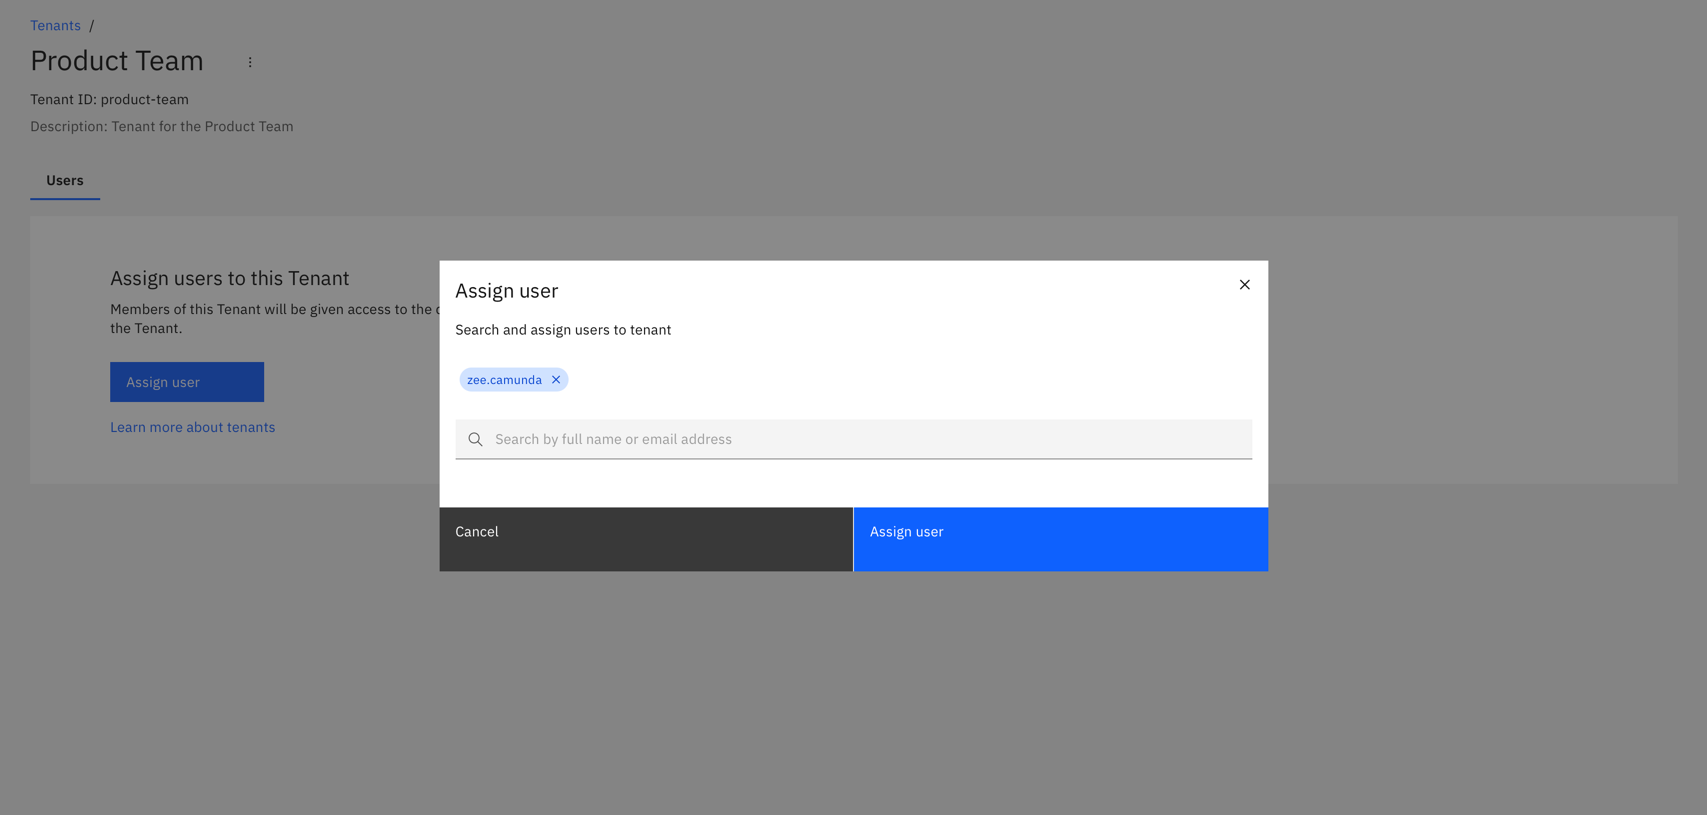 Tenants /
Product Team
Tenant ID: product-team
Description: Tenant for the Product Team
Users
Assign users to this Tenant
Members of this Tenant will be given access to the
the Tenant.
Assign user
Learn more about tenants
Assign user
Search and assign users to tenant
zee.camunda
Search by full name or email address
Cancel
Assign user